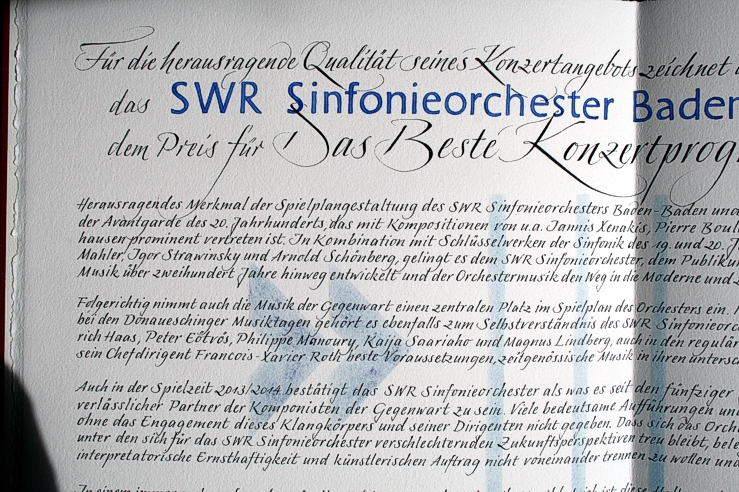 Für die herausragende Qualität seines Konzertangebots zeichnet
das SWR Sinfonieorchester Baden
dem Preis für Das Beste Konzertprog
Herausragendes Merkmal der Spielplangestaltung des SWR Sinfonieorchesters Baden-Baden und
der Avantgarde des 20. Jahrhunderts, das mit Kompositionen von u.a. Iannis Xenakis, Pierre Boul
hausen prominent vertreten ist. In Kombination mit Schlüsselwerken der Sinfonik des 19. und 20. J
Mahler, Igor Strawinsky und Arnold Schönberg, gelingt es dem SWR Sinfonieorchester, dem Publiku
Musik über zweihundert Jahre hinweg entwickelt und der Orchestermusik den Weg in die Moderne und
Folgerichtig nimmt auch die Musik der Gegenwart einen zentralen Platz im Spielplan des Orchesters ein.
bei den Donaueschinger Musiktagen gehört es ebenfalls zum Selbstverständnis des SWR Sinfonieorc
rich Haas, Peter Eötvös, Philippe Manoury, Kaija Saariaho und Magnus Lindberg, auch in den regulär
sein Chefdirigent Francois-Xavier Roth beste Voraussetzungen, zeitgenössische Musik in ihren untersch
Auch in der Spielzeit 2013/2014 bestätigt das SWR Sinfonieorchester als was es seit den fünfziger
verlässlicher Partner der Komponisten der Gegenwart zu sein. Viele bedeutsame Aufführungen un
ohne das Engagement dieses Klangkörpers und seiner Dirigenten nicht gegeben. Dass sich das Orch
unter den sich für das SWR Sinfonieorchester verschlechternden Zukunftsperspektiven treu bleibt, bele
interpretatorische Ernsthaftigkeit und künstlerischen Auftrag nicht voneinander trennen zu wollen und